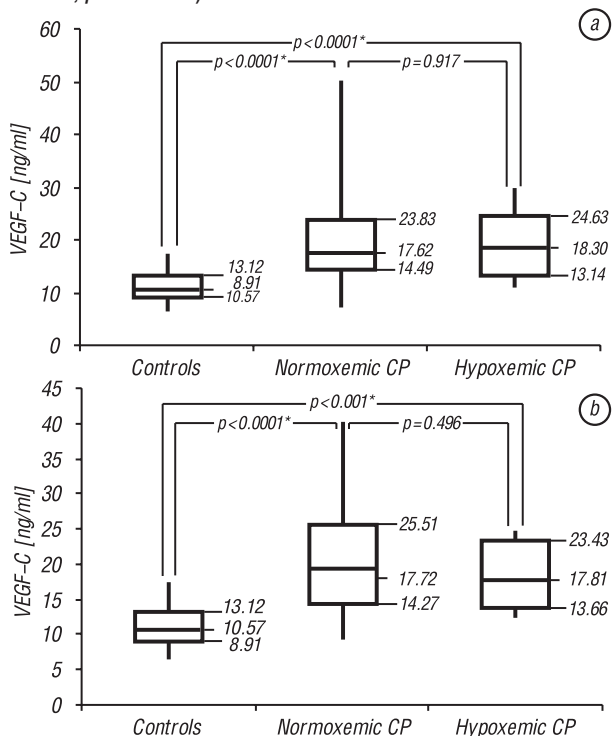 60
a
p<0.0001*
p<0.0001*
p=0.917
50
40
VEGF–C [ng/ml]
30
20
10
0
13.12
8.91
10.57
23.83
17.62
14.49
24.63
18.30
13.14
Controls
Normoxemic CP
Hypoxemic CP
45
b
p<0.001*
p<0.0001*
p=0.496
40
35
30
VEGF–C [ng/ml]
25
20
15
10
5
0
13.12
10.57
8.91
25.51
17.72
14.27
23.43
17.81
13.66
Controls
Normoxemic CP
Hypoxemic CP